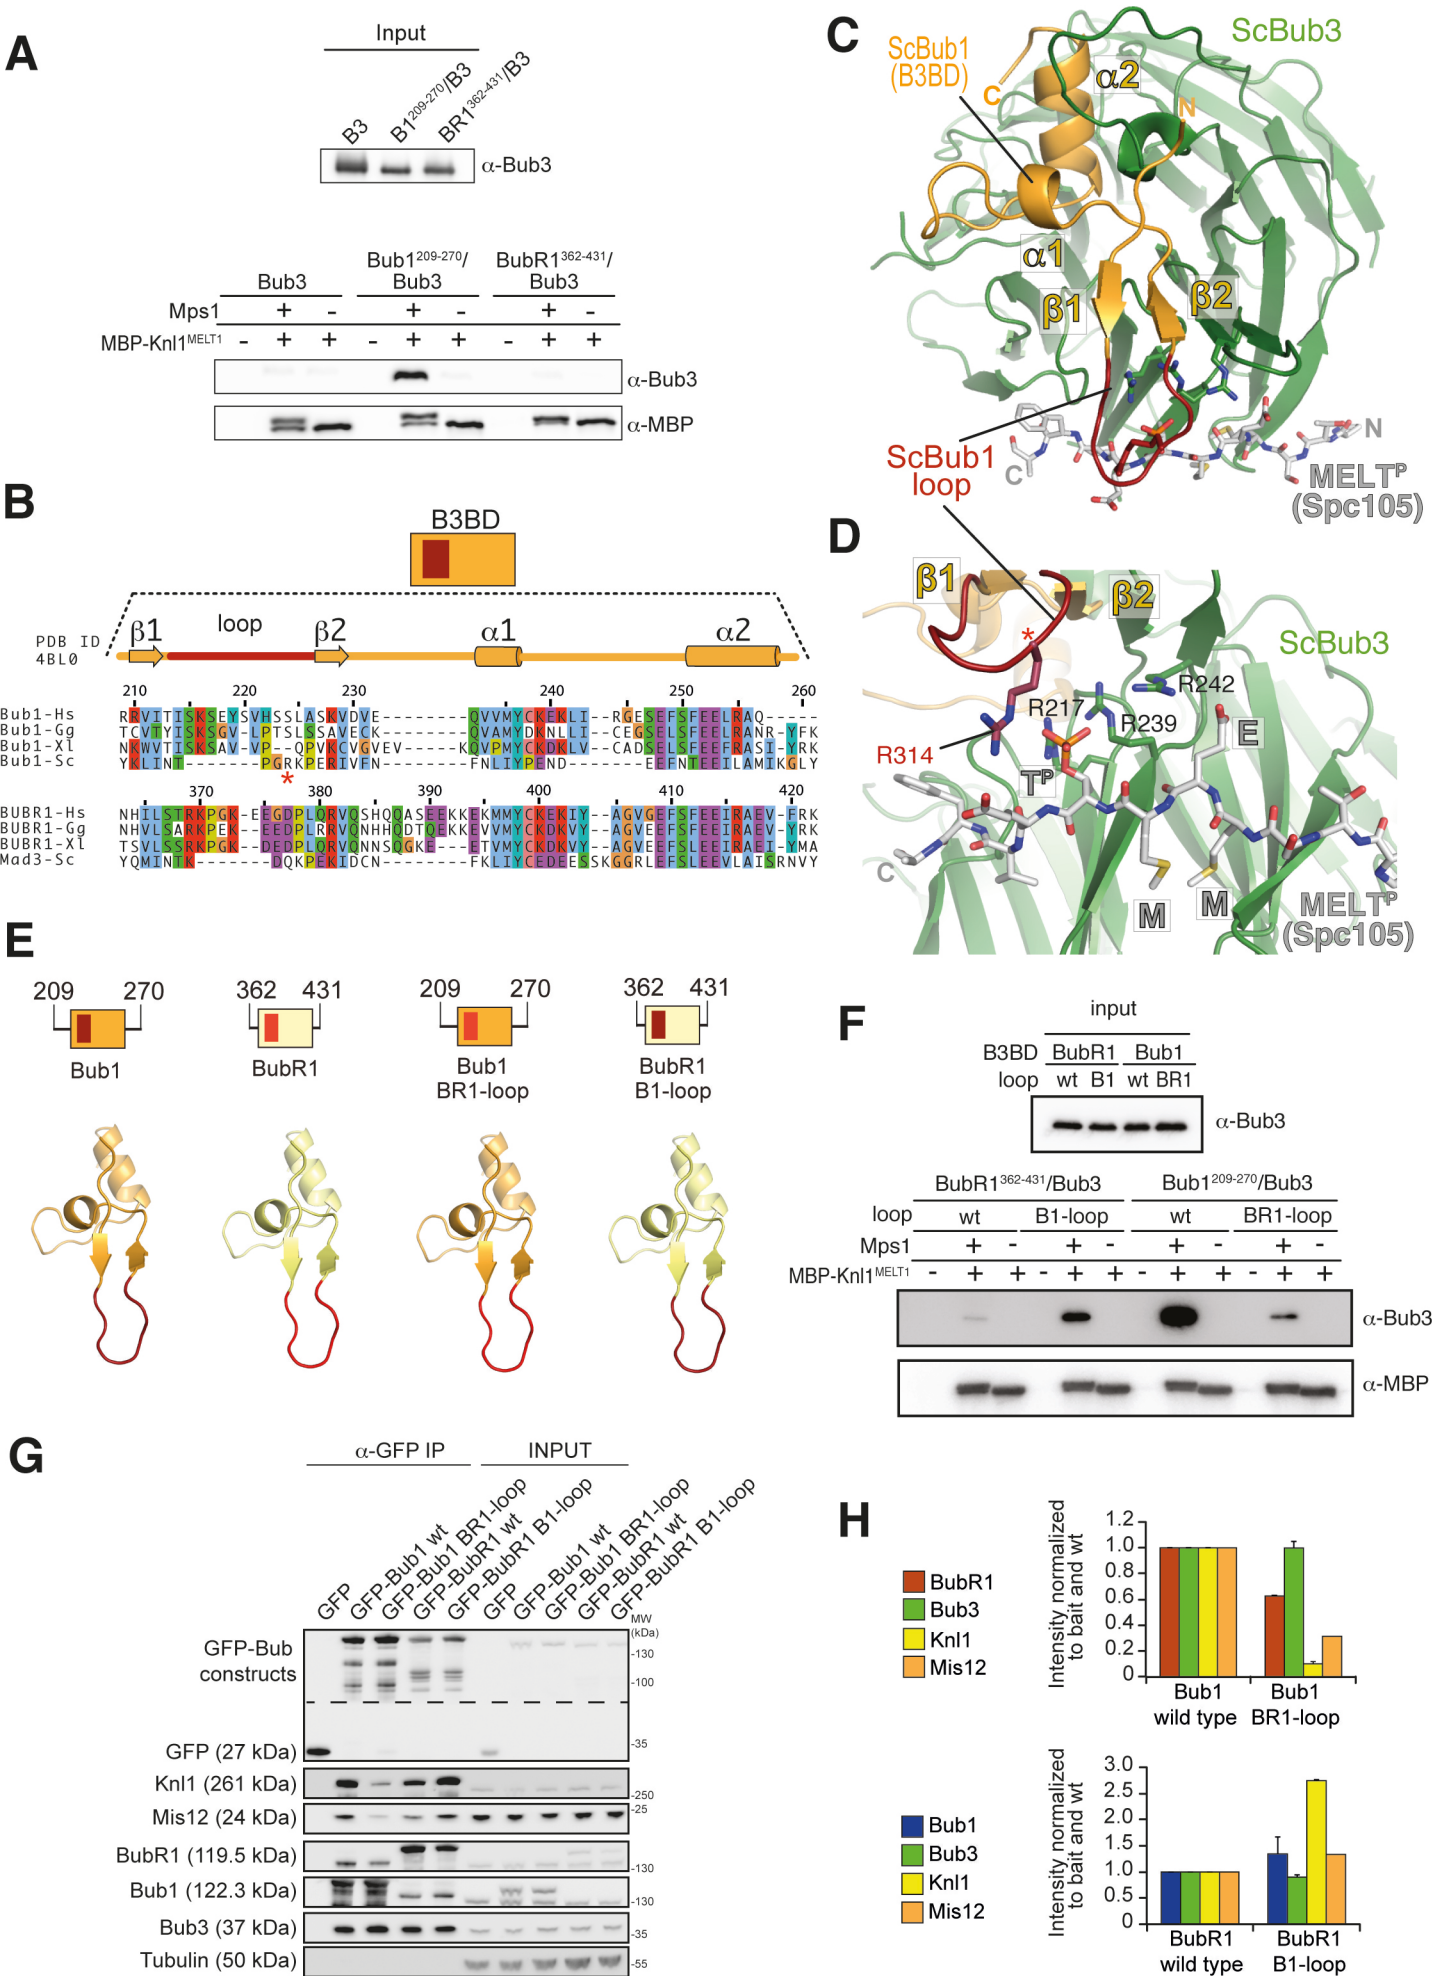 A
Input
B3
B1209-270/B3
BR1362-431/B3
α-Bub3
Bub3
Bub1209-270/
Bub3
BubR1362-431/
Bub3
Mps1 + - + - + -
MBP-Knl1MELT1 - + + - + + - + +
α-Bub3
α-MBP
B
B3BD
PDB ID
4BL0
β1
loop
β2
α1
α2
210 220 230 240 250 260
Bub1-Hs
Bub1-Gg
Bub1-Xl
Bub1-Sc
*
370 380 390 400 410 420
BUBR1-Hs
BUBR1-Gg
BUBR1-Xl
Mad3-Sc
C
ScBub1
(B3BD)
ScBub3
α2
C
N
α1
β1
β2
ScBub1
loop
C
N
MELTP
(Spc105)
D
β1
β2
*
ScBub3
R242
R217
R239
R314
TP
E
C
M
M
MELTP
(Spc105)
E
209 270
Bub1
362 431
BubR1
209 270
Bub1
BR1-loop
362 431
BubR1
B1-loop
F
input
B3BD BubR1 Bub1
loop wt B1 wt BR1
α-Bub3
BubR1362-431/Bub3 Bub1209-270/Bub3
loop wt B1-loop wt BR1-loop
Mps1 + - + - + - + -
MBP-Knl1MELT1 - + + - + + - + + - + +
α-Bub3
α-MBP
G
α-GFP IP
INPUT
GFP
GFP-Bub1 wt
GFP-Bub1 BR1-loop
GFP-BubR1 wt
GFP-BubR1 B1-loop
GFP
GFP-Bub1 wt
GFP-Bub1 BR1-loop
GFP-BubR1 wt
GFP-BubR1 B1-loop
MW
(kDa)
GFP-Bub
constructs
-130
-100
GFP (27 kDa)
-35
Knl1 (261 kDa)
-250
Mis12 (24 kDa)
-25
BubR1 (119.5 kDa)
-130
Bub1 (122.3 kDa)
-130
Bub3 (37 kDa)
-35
Tubulin (50 kDa)
-55
H
BubR1
Bub3
Knl1
Mis12
Intensity normalized
to bait and wt
1.2
1.0
0.8
0.6
0.4
0.2
0
Bub1
wild type
Bub1
BR1-loop
Bub1
Bub3
Knl1
Mis12
Intensity normalized
to bait and wt
3.0
2.5
2.0
1.5
1.0
0.5
0
BubR1
wild type
BubR1
B1-loop